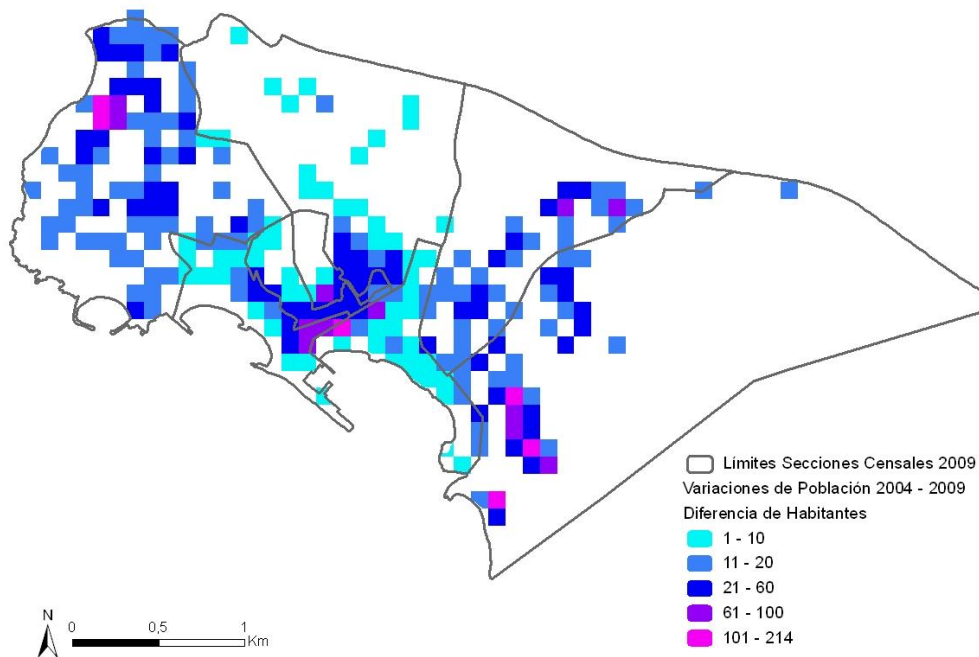 Límites Secciones Censales 2009
Variaciones de Población 2004 - 2009
Diferencia de Habitantes
1 - 10
11 - 20
21 - 60
61 - 100
101 - 214
N
0 0,5 1
Km